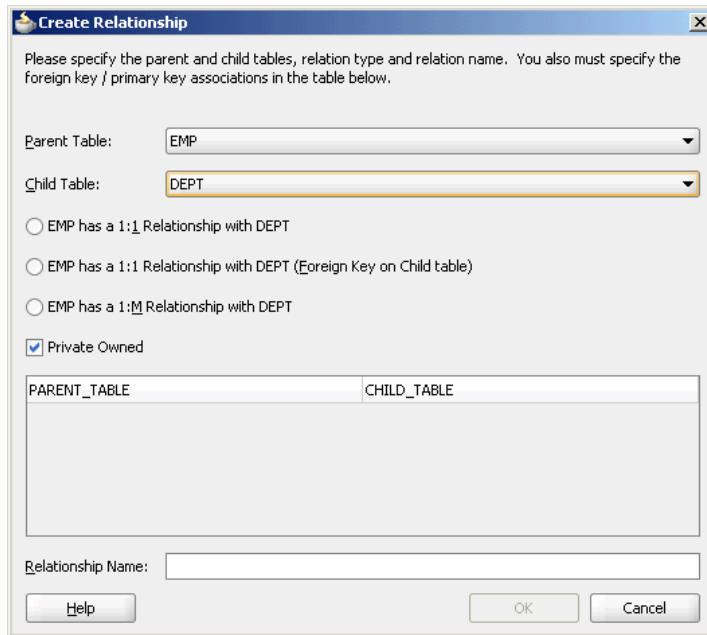 Create Relationship
Please specify the parent and child tables, relation type and relation name. You also must specify the
foreign key / primary key associations in the table below.
Parent Table: EMP
Child Table: DEPT
EMP has a 1:1 Relationship with DEPT
EMP has a 1:1 Relationship with DEPT (Foreign Key on Child table)
EMP has a 1:M Relationship with DEPT
Private Owned
PARENT_TABLE CHILD_TABLE
Relationship Name:
Help OK Cancel